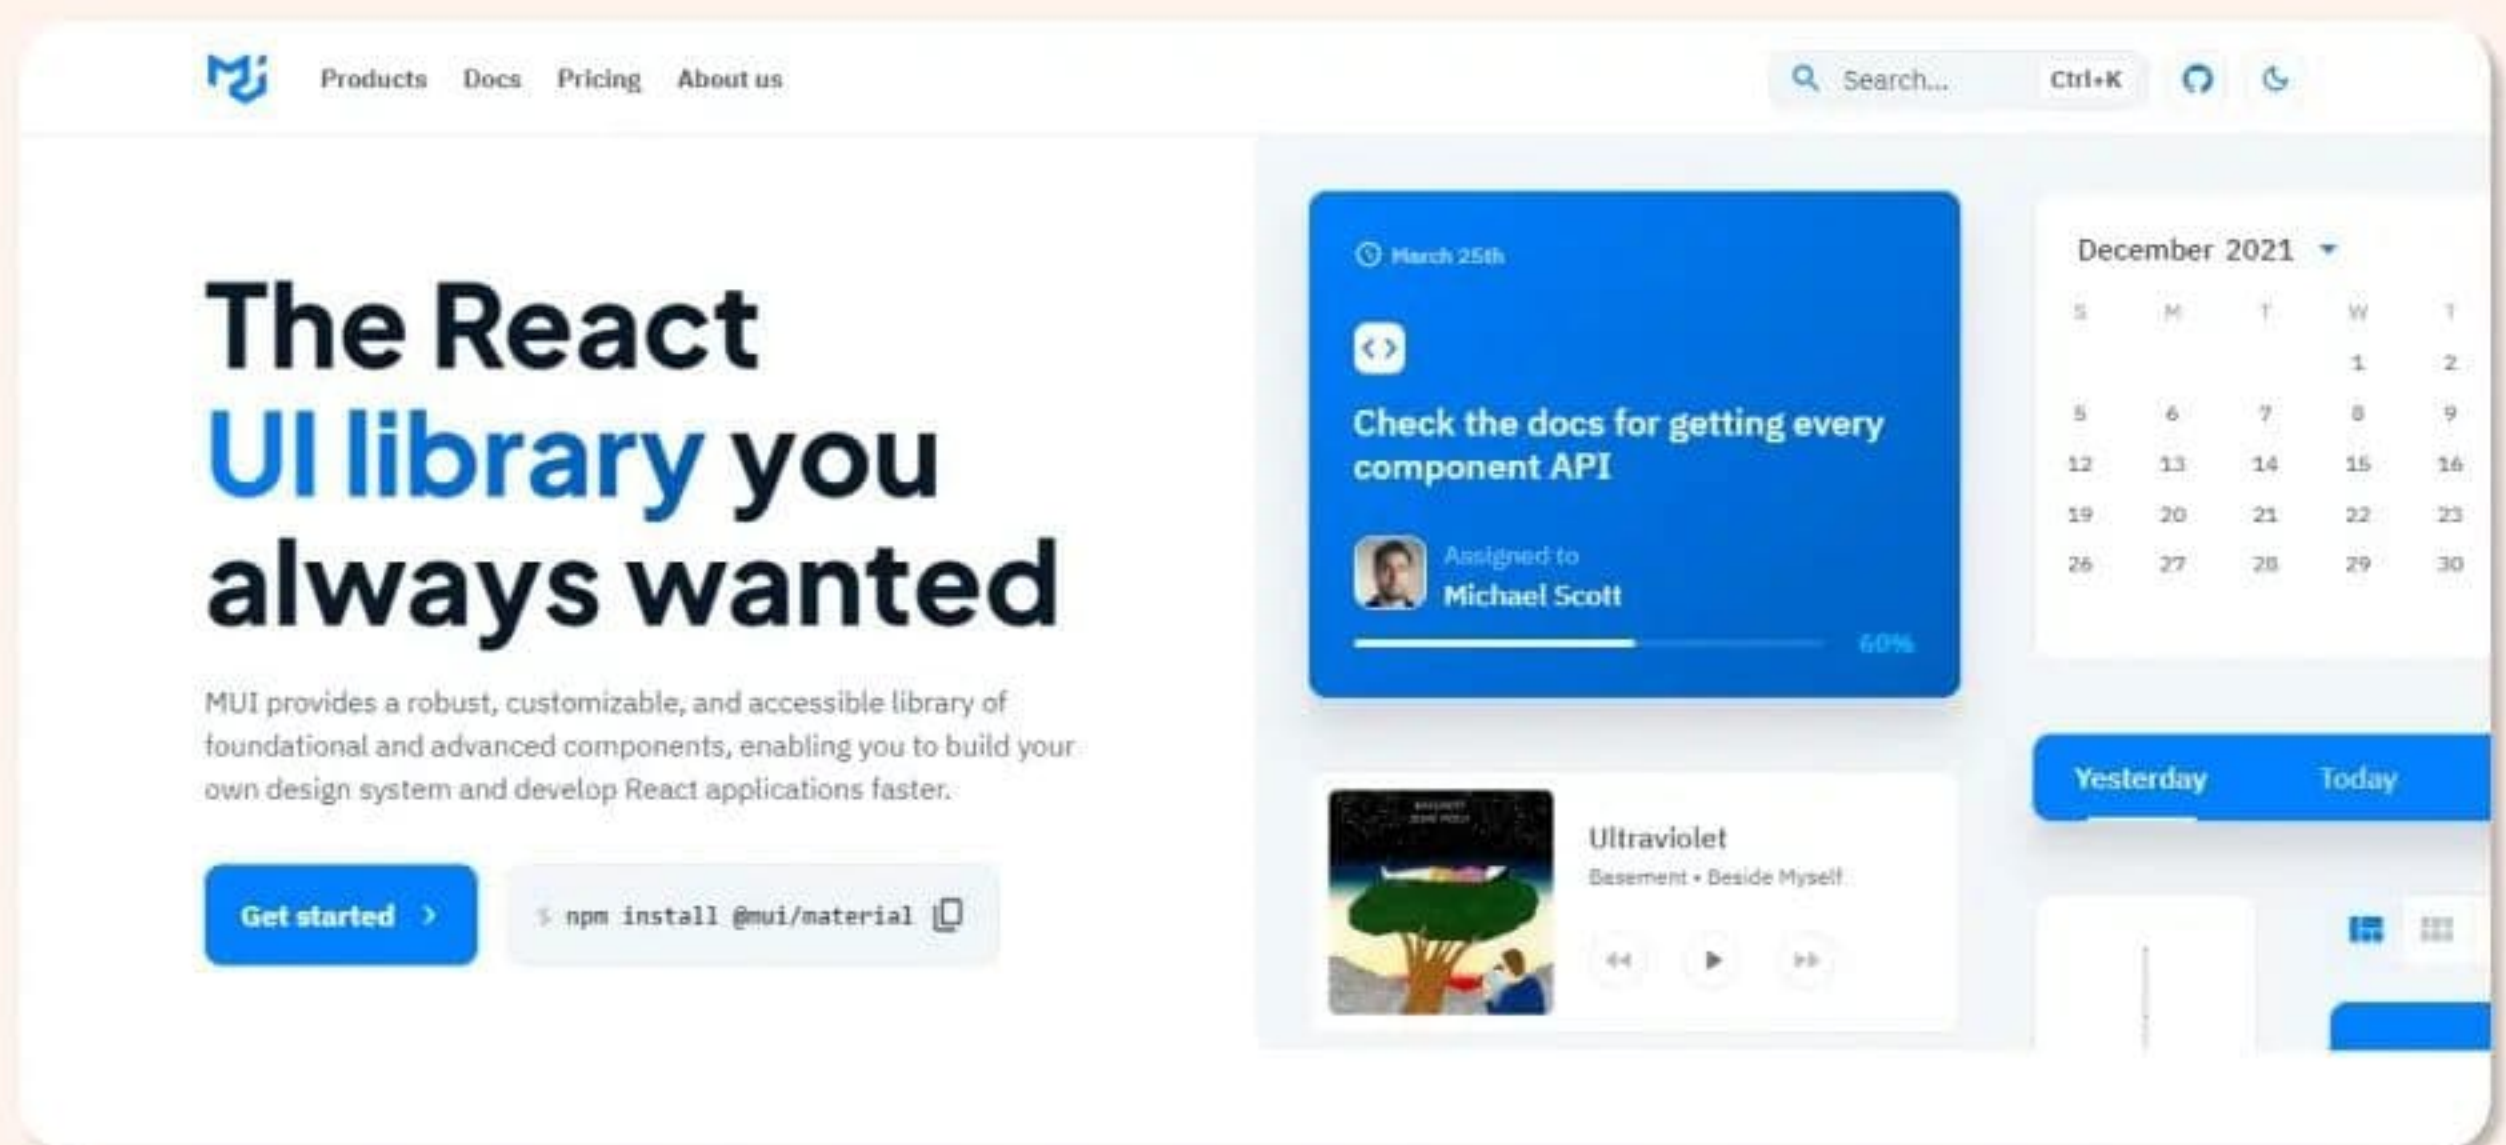 Products Docs Pricing About us
Search... Ctrl+K
The React
UI library you
always wanted
MUI provides a robust, customizable, and accessible library of
foundational and advanced components, enabling you to build your
own design system and develop React applications faster.
Get started
$ npm install @mui/material
March 25th
Check the docs for getting every
component API
Assigned to
Michael Scott
60%
Ultraviolet
Basement • Beside Myself
December 2021
S M T W T
1 2
5 6 7 8 9
12 13 14 15 16
19 20 21 22 23
26 27 28 29 30
Yesterday Today